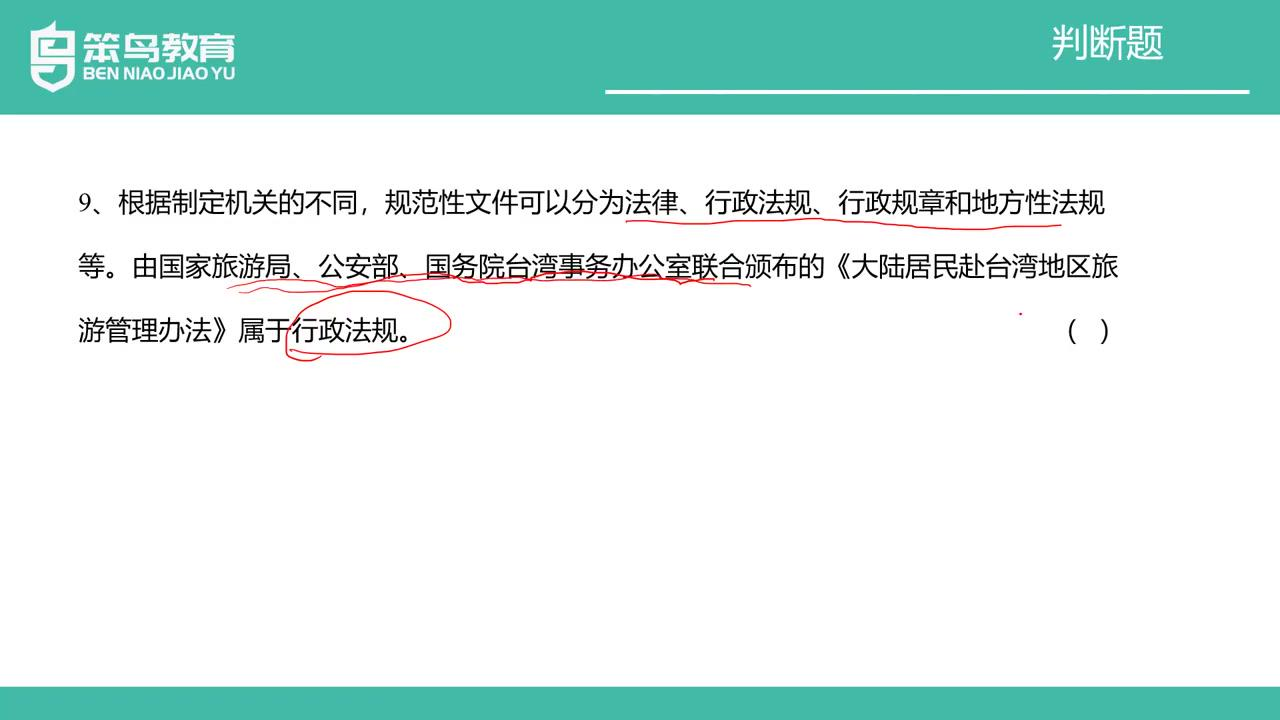 笨鸟教育
BEN NIAO JIAO YU
判断题
9、根据制定机关的不同，规范性文件可以分为法律、行政法规、行政规章和地方性法规
等。由国家旅游局、公安部、国务院台湾事务办公室联合颁布的《大陆居民赴台湾地区旅
游管理办法》属于行政法规。 （ ）